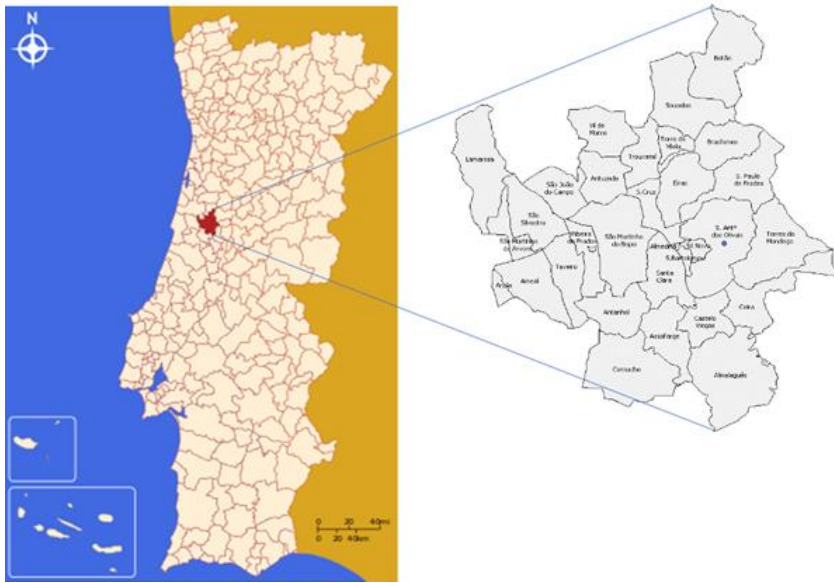 N
0 20 40mi
0 20 40km
Botão
Souselas
Lamarosa
Vil de
Matos
Torre de
Vilela
Brasfemes
Trouxemil
Antuzede
São João
do Campo
S.Cruz
Eiras
S. Paulo
de Frades
São
Silvestre
Ribeira
de Frades
São Martinho
do Bispo
S. Antº
dos Olivais
Torres do
Mondego
Almedina
Sé Nova
S.Bartolomeu
São Martinho
de Árvore
Taveiro
Ameal
Arzila
Santa
Clara
Antanhol
Castelo
Viegas
Ceira
Assafarge
Cernache
Almalaguês